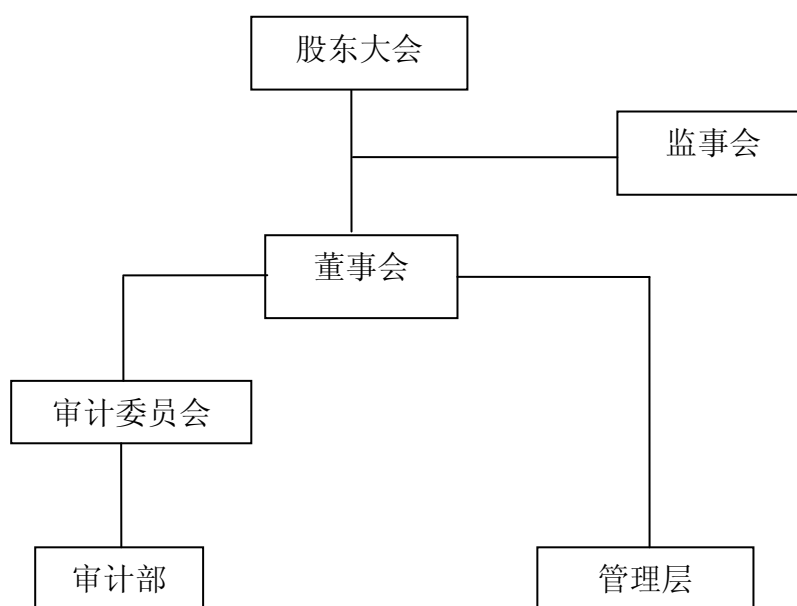 股东大会
监事会
董事会
审计委员会
审计部
管理层